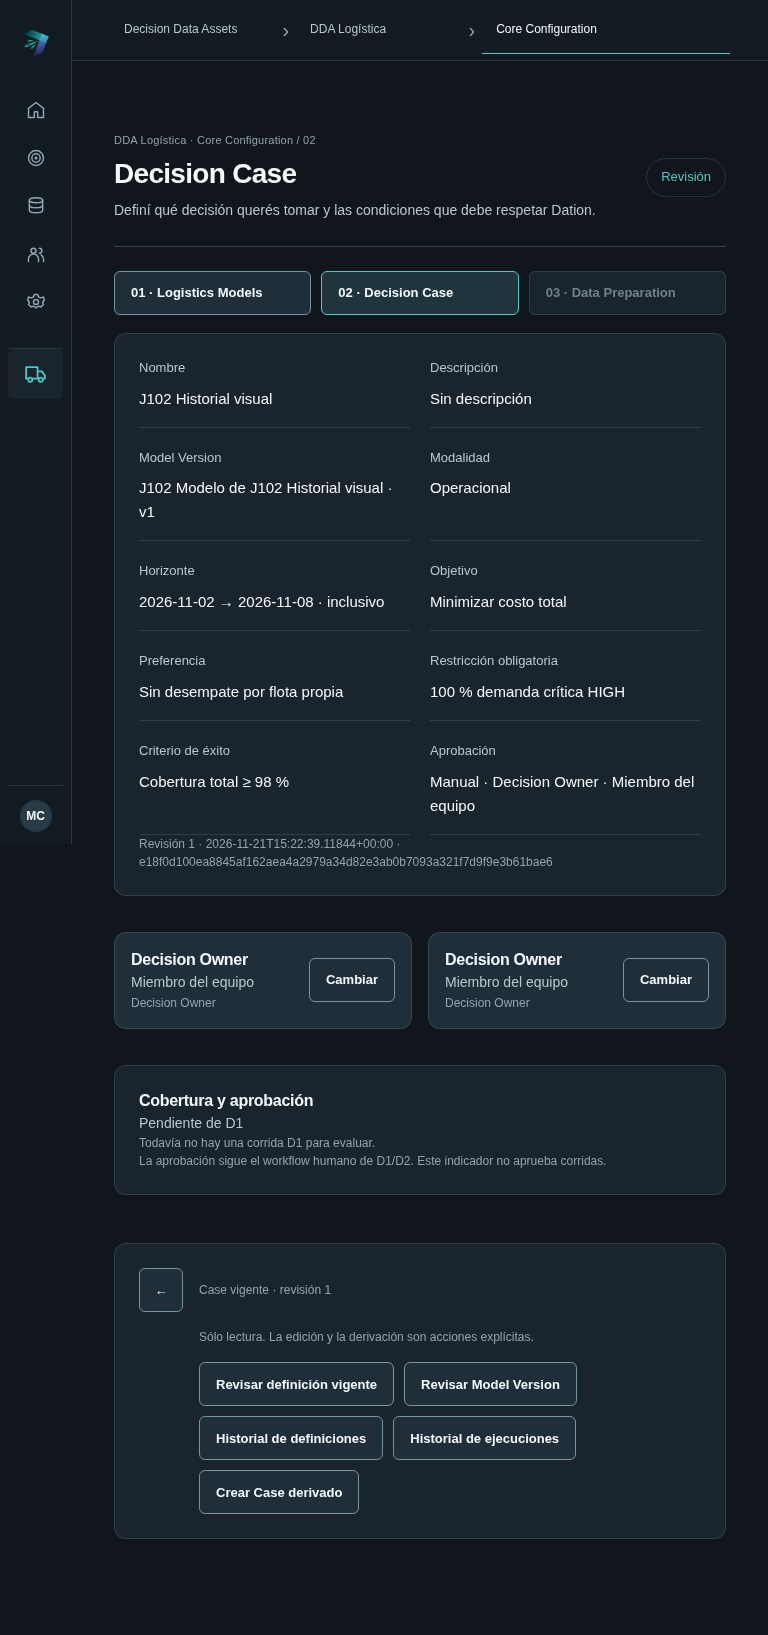 Decision Data Assets › DDA Logística › Core Configuration
DDA Logística · Core Configuration / 02
Decision Case
Revisión
Definí qué decisión querés tomar y las condiciones que debe respetar Dation.
01 · Logistics Models
02 · Decision Case
03 · Data Preparation
Nombre
J102 Historial visual
Descripción
Sin descripción
Model Version
J102 Modelo de J102 Historial visual ·
v1
Modalidad
Operacional
Horizonte
2026-11-02 → 2026-11-08 · inclusivo
Objetivo
Minimizar costo total
Preferencia
Sin desempate por flota propia
Restricción obligatoria
100 % demanda crítica HIGH
Criterio de éxito
Cobertura total ≥ 98 %
Aprobación
Manual · Decision Owner · Miembro del
equipo
Revisión 1 · 2026-11-21T15:22:39.11844+00:00 ·
e18f0d100ea8845af162aea4a2979a34d82e3ab0b7093a321f7d9f9e3b61bae6
MC
Decision Owner
Miembro del equipo
Decision Owner
Cambiar
Decision Owner
Miembro del equipo
Decision Owner
Cambiar
Cobertura y aprobación
Pendiente de D1
Todavía no hay una corrida D1 para evaluar.
La aprobación sigue el workflow humano de D1/D2. Este indicador no aprueba corridas.
←
Case vigente · revisión 1
Sólo lectura. La edición y la derivación son acciones explícitas.
Revisar definición vigente
Revisar Model Version
Historial de definiciones
Historial de ejecuciones
Crear Case derivado